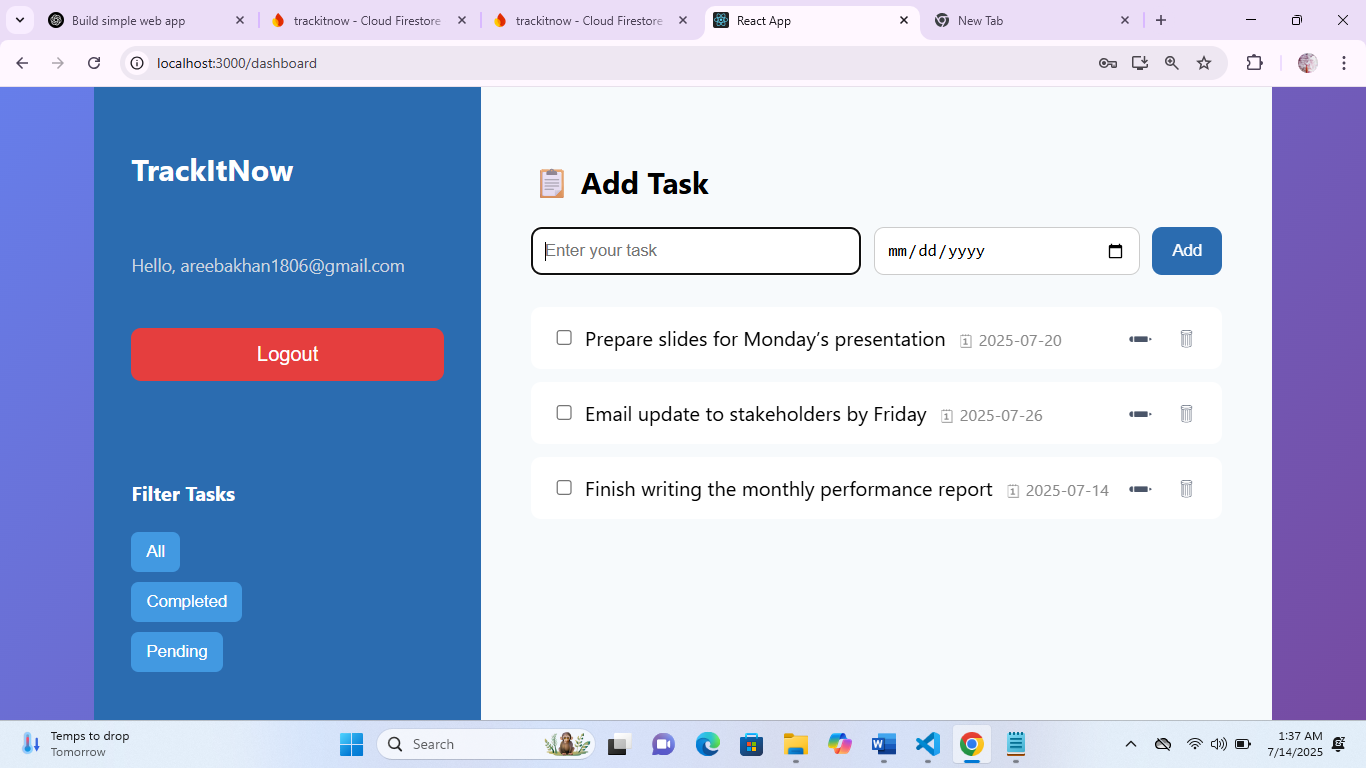 Build simple web app
trackitnow - Cloud Firestore
trackitnow - Cloud Firestore
React App
New Tab
localhost:3000/dashboard
TrackItNow
Hello, areebakhan1806@gmail.com
Logout
Filter Tasks
All
Completed
Pending
📋 Add Task
Enter your task
mm/dd/yyyy
Add
Prepare slides for Monday’s presentation 2025-07-20
Email update to stakeholders by Friday 2025-07-26
Finish writing the monthly performance report 2025-07-14
Temps to drop
Tomorrow
Search
1:37 AM
7/14/2025